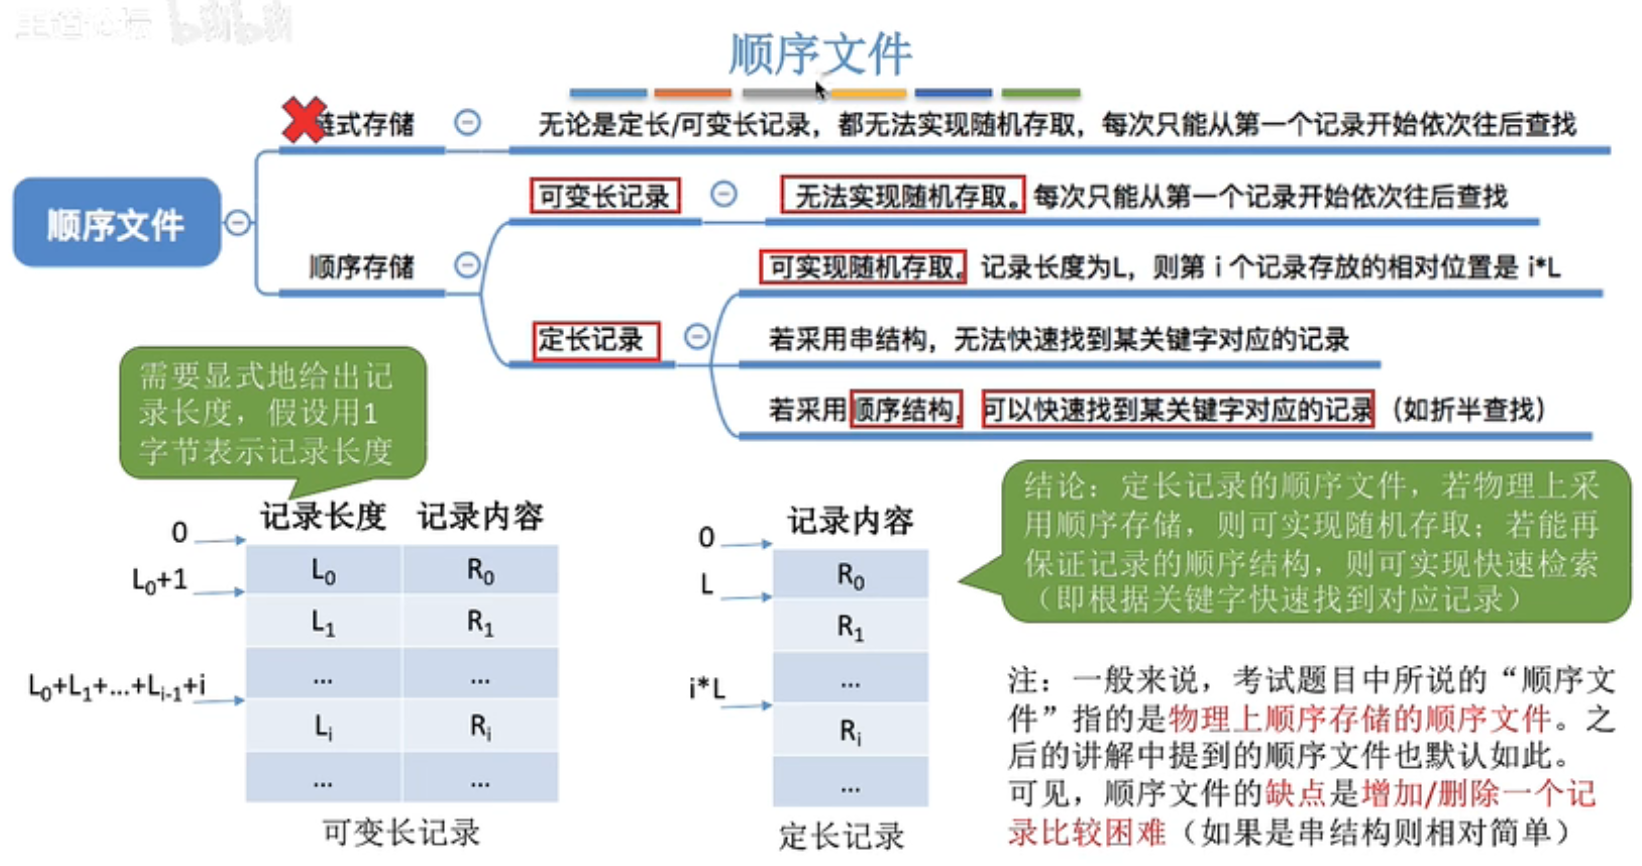 王道论坛 bilibili
顺序文件
链式存储
无论是定长/可变长记录，都无法实现随机存取，每次只能从第一个记录开始依次往后查找
可变长记录
无法实现随机存取。每次只能从第一个记录开始依次往后查找
顺序文件
顺序存储
可实现随机存取。记录长度为L，则第 i 个记录存放的相对位置是 i*L
定长记录
若采用串结构，无法快速找到某关键字对应的记录
若采用顺序结构，可以快速找到某关键字对应的记录（如折半查找）
需要显式地给出记
录长度，假设用1
字节表示记录长度
记录长度 记录内容
0
L₀ R₀
L₀+1
L₁ R₁
... ...
L₀+L₁+...+Lᵢ₋₁+i
Lᵢ Rᵢ
... ...
可变长记录
记录内容
0
R₀
L
R₁
...
i*L
Rᵢ
...
定长记录
结论：定长记录的顺序文件，若物理上采
用顺序存储，则可实现随机存取；若能再
保证记录的顺序结构，则可实现快速检索
（即根据关键字快速找到对应记录）
注：一般来说，考试题目中所说的“顺序文
件”指的是物理上顺序存储的顺序文件。之
后的讲解中提到的顺序文件也默认如此。
可见，顺序文件的缺点是增加/删除一个记
录比较困难（如果是串结构则相对简单）